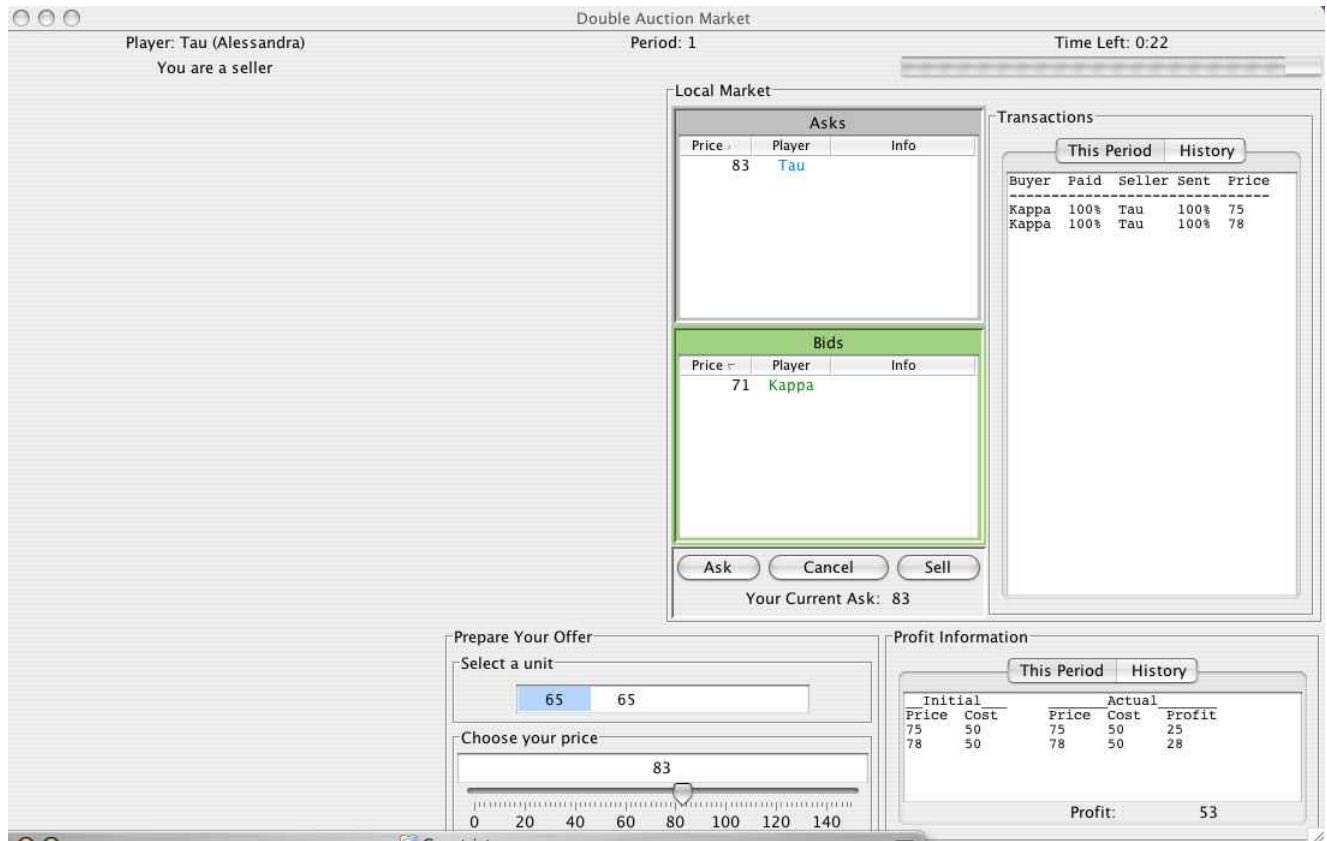 Double Auction Market
Player: Tau (Alessandra) Period: 1 Time Left: 0:22
You are a seller
Local Market
Asks
Price Player Info
83 Tau
Bids
Price Player Info
71 Kappa
Ask Cancel Sell
Your Current Ask: 83
Transactions
This Period History
Buyer Paid Seller Sent Price
------------------------------
Kappa 100% Tau 100% 75
Kappa 100% Tau 100% 78
Prepare Your Offer
Select a unit
65 65
Choose your price
83
0 20 40 60 80 100 120 140
Profit Information
This Period History
__Initial___ ______Actual______
Price Cost Price Cost Profit
75 50 75 50 25
78 50 78 50 28
Profit: 53